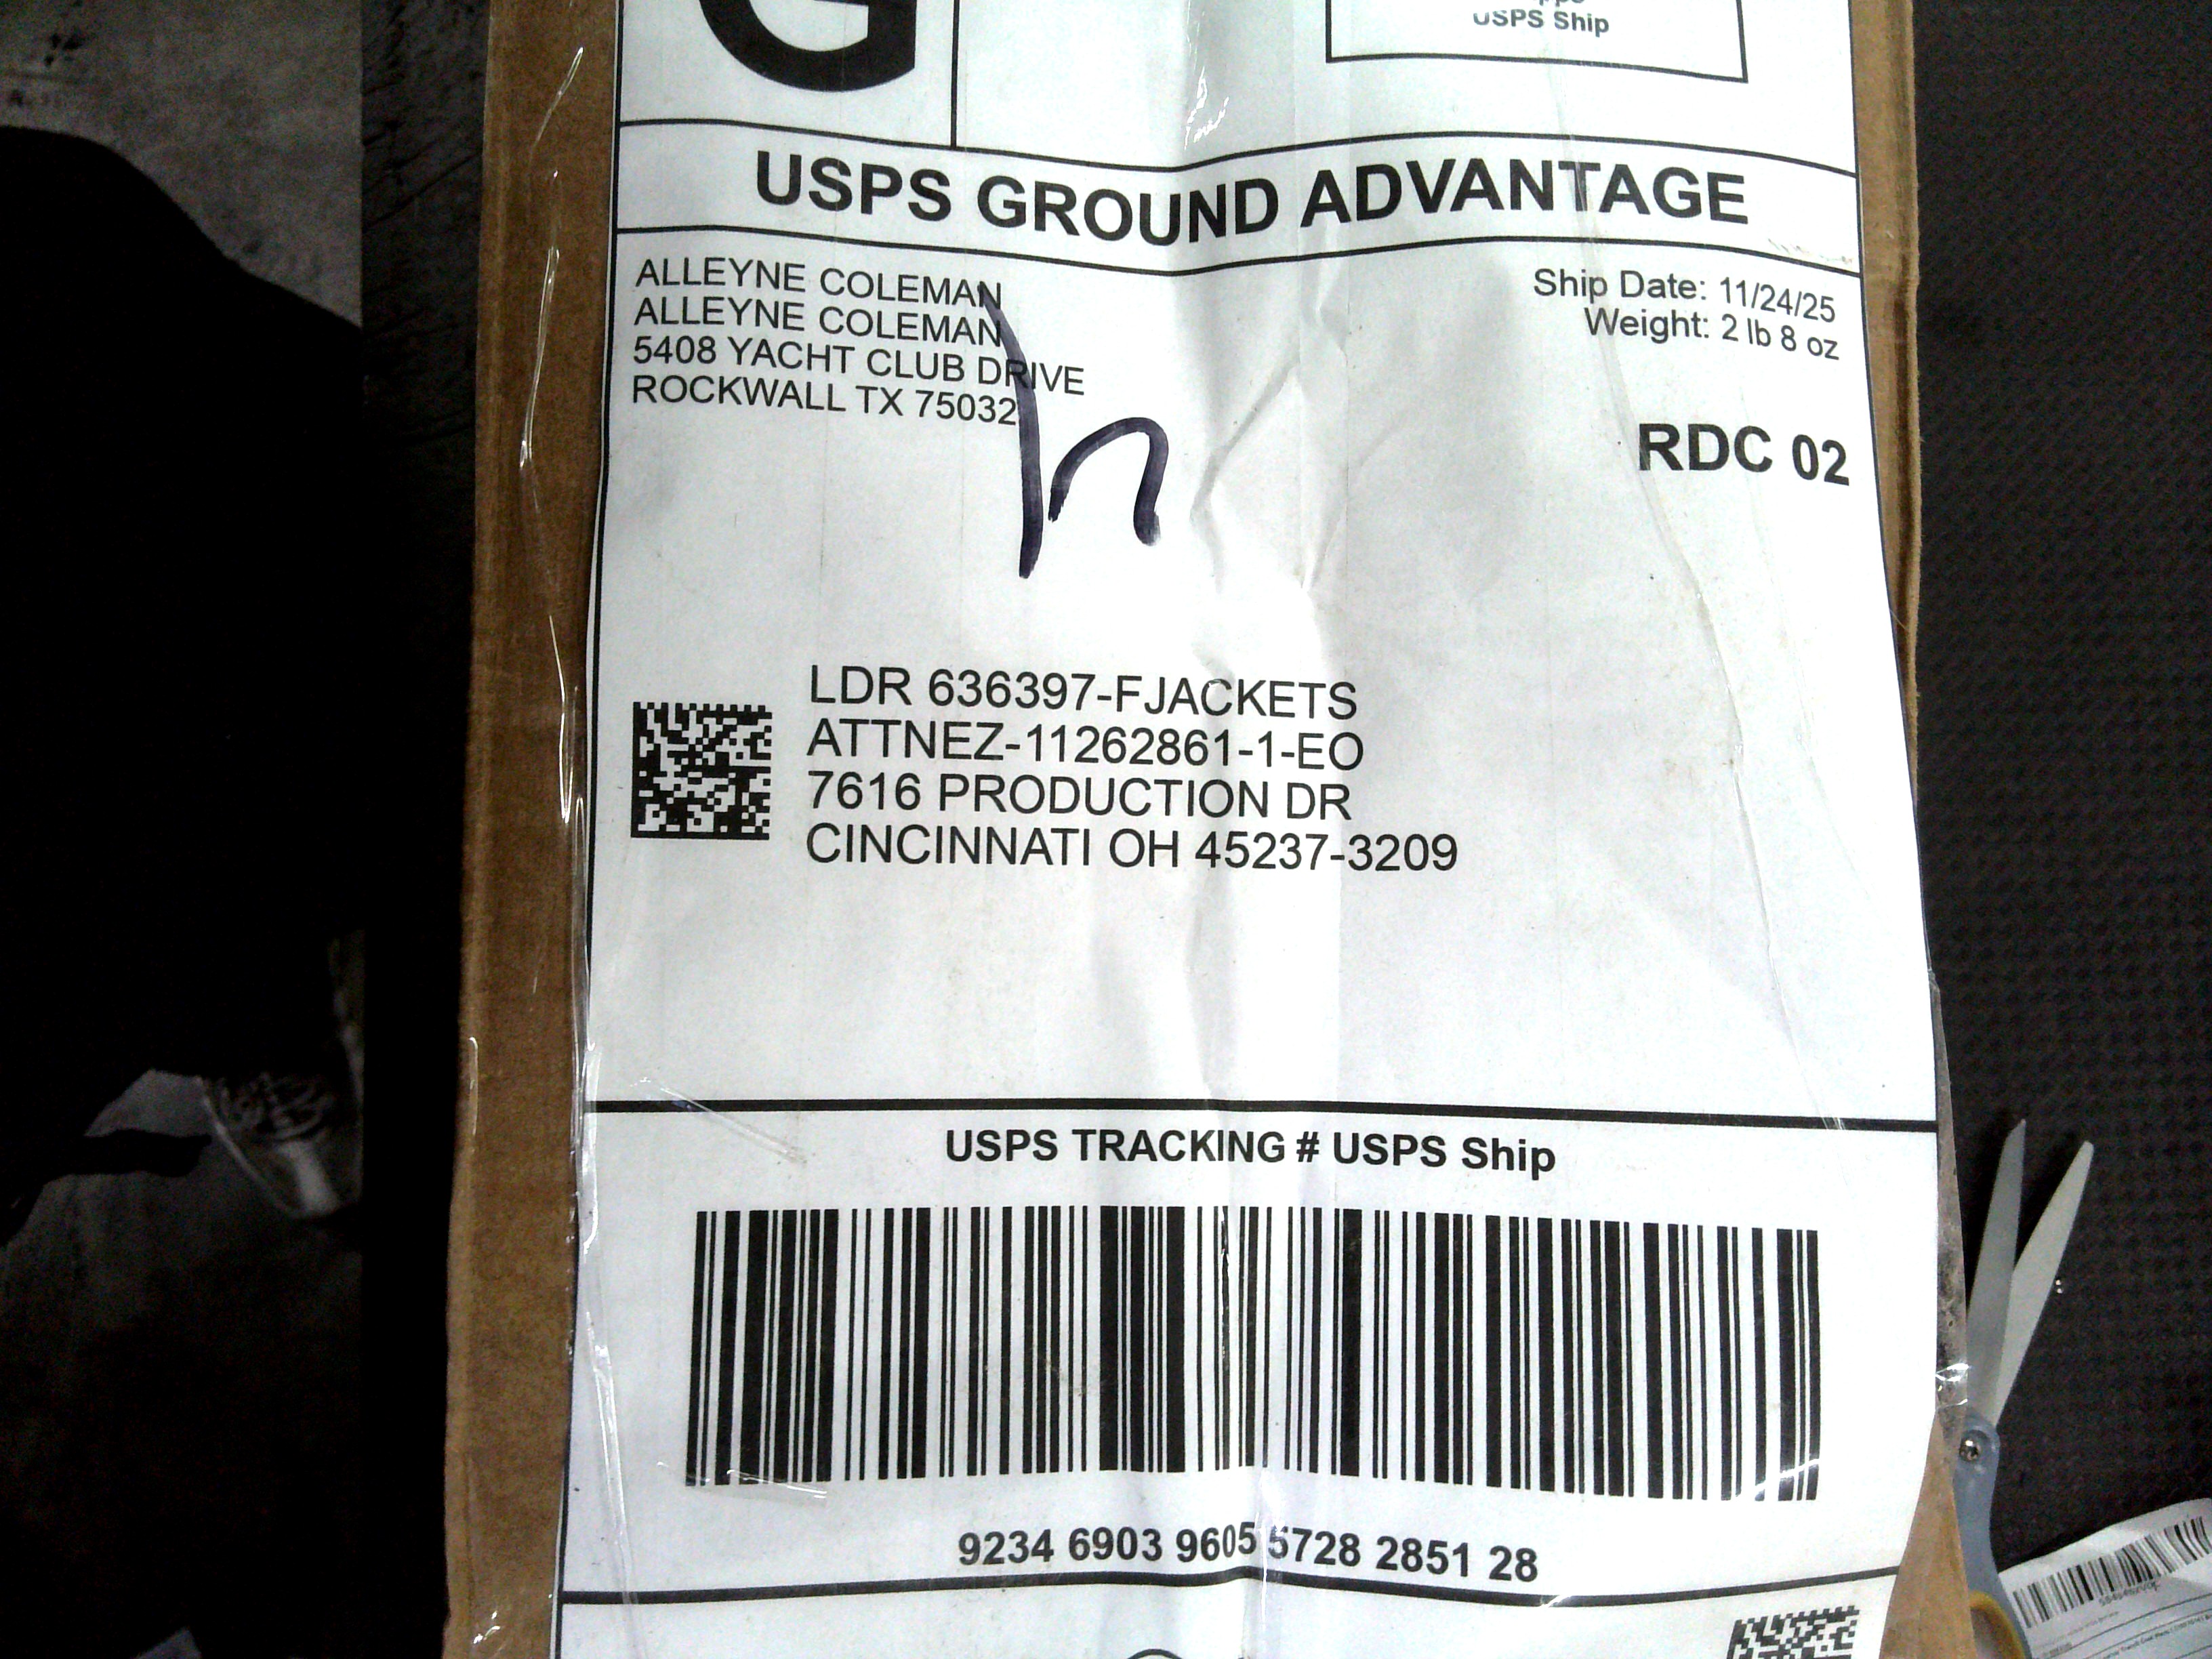 G
USPS Ship
USPS GROUND ADVANTAGE
ALLEYNE COLEMAN
ALLEYNE COLEMAN
5408 YACHT CLUB DRIVE
ROCKWALL TX 75032
Ship Date: 11/24/25
Weight: 2 lb 8 oz
RDC 02
h
LDR 636397-FJACKETS
ATTNEZ-11262861-1-EO
7616 PRODUCTION DR
CINCINNATI OH 45237-3209
USPS TRACKING # USPS Ship
9234 6903 9605 5728 2851 28